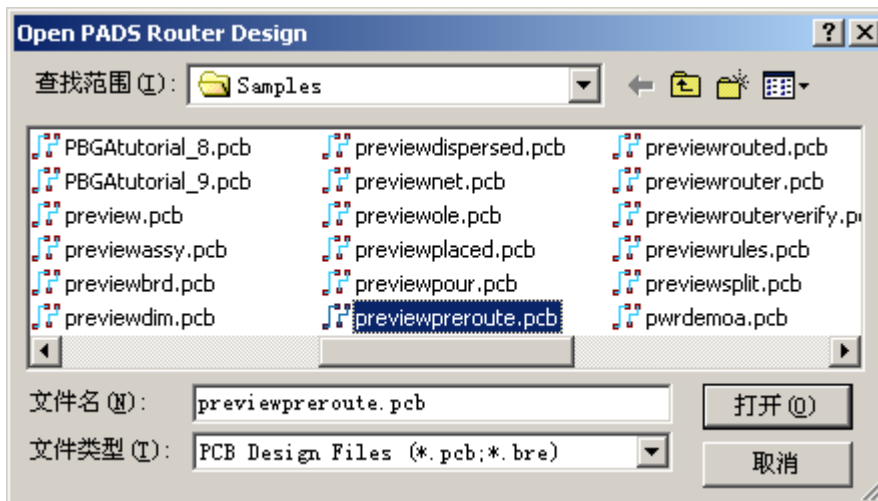 Open PADS Router Design
查找范围(I): Samples
PBGAtutorial_8.pcb previewdispersed.pcb previewrouted.pcb
PBGAtutorial_9.pcb previewnet.pcb previewrouter.pcb
preview.pcb previewole.pcb previewrouterverify.p
previewassy.pcb previewplaced.pcb previewrules.pcb
previewbrd.pcb previewpour.pcb previewsplit.pcb
previewdim.pcb previewpreroute.pcb pwrdemoa.pcb
文件名(N): previewpreroute.pcb 打开(O)
文件类型(T): PCB Design Files (*.pcb;*.bre) 取消